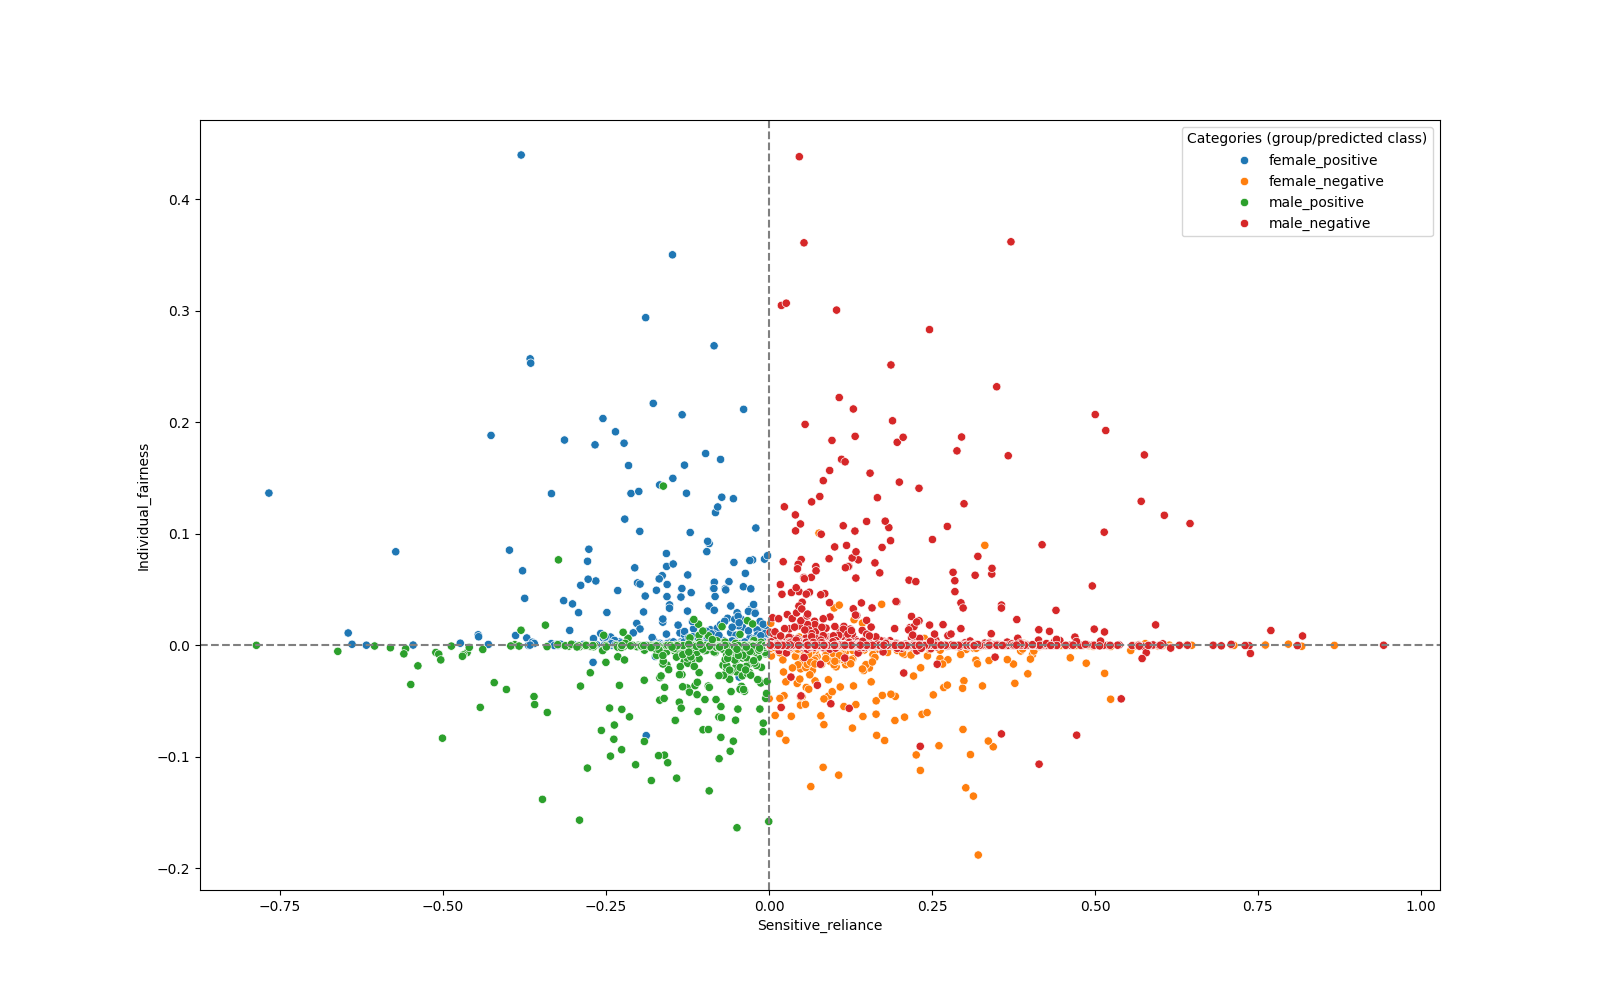 Categories (group/predicted class)
female_positive
female_negative
male_positive
male_negative
0.4
0.3
0.2
0.1
0.0
−0.1
−0.2
Individual_fairness
−0.75
−0.50
−0.25
0.00
0.25
0.50
0.75
1.00
Sensitive_reliance